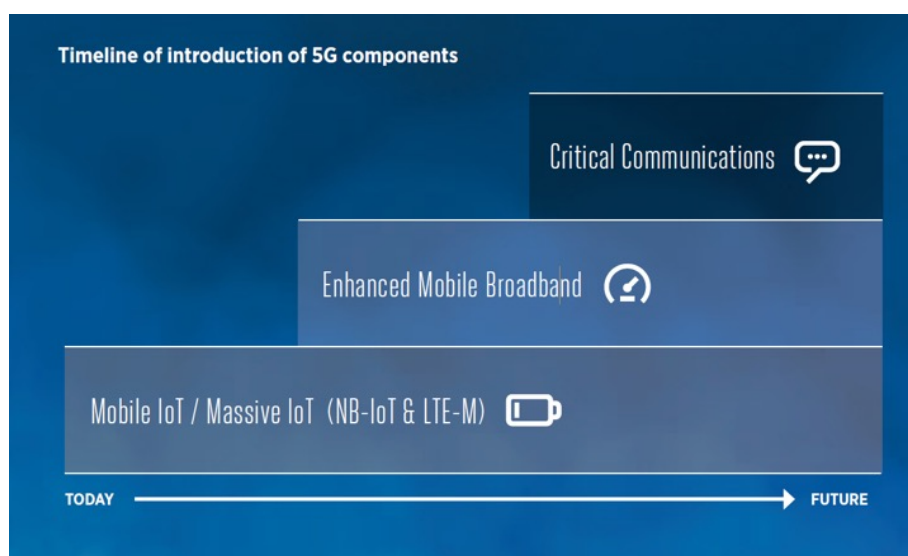 Timeline of introduction of 5G components
Critical Communications
Enhanced Mobile Broadband
Mobile IoT / Massive IoT (NB-IoT & LTE-M)
TODAY
FUTURE